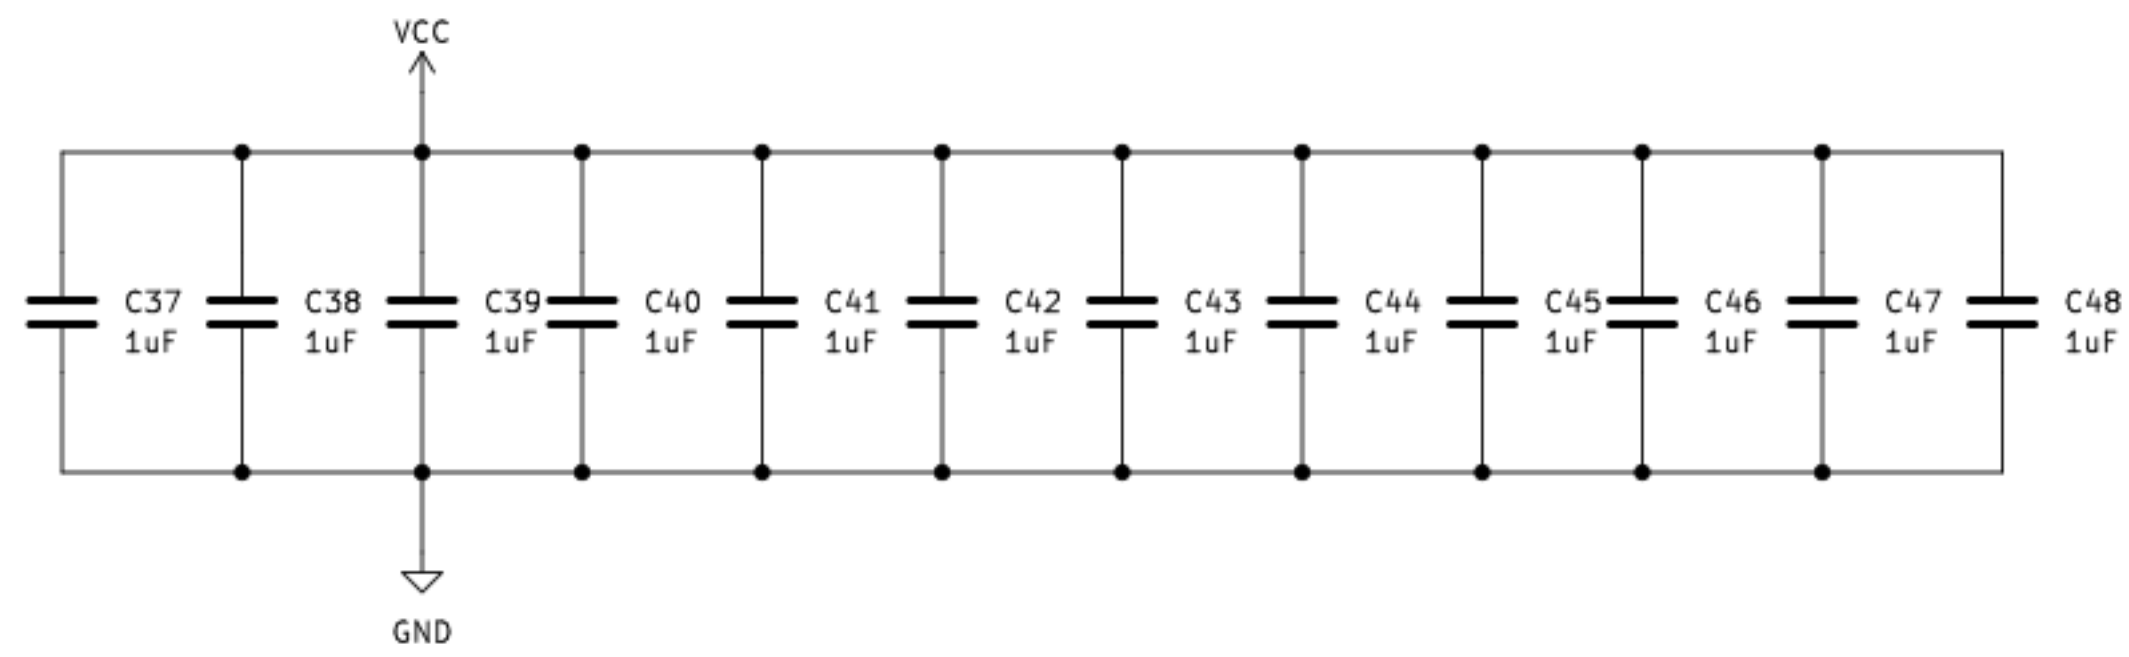 VCC
C37
1uF
C38
1uF
C39
1uF
C40
1uF
C41
1uF
C42
1uF
C43
1uF
C44
1uF
C45
1uF
C46
1uF
C47
1uF
C48
1uF
GND